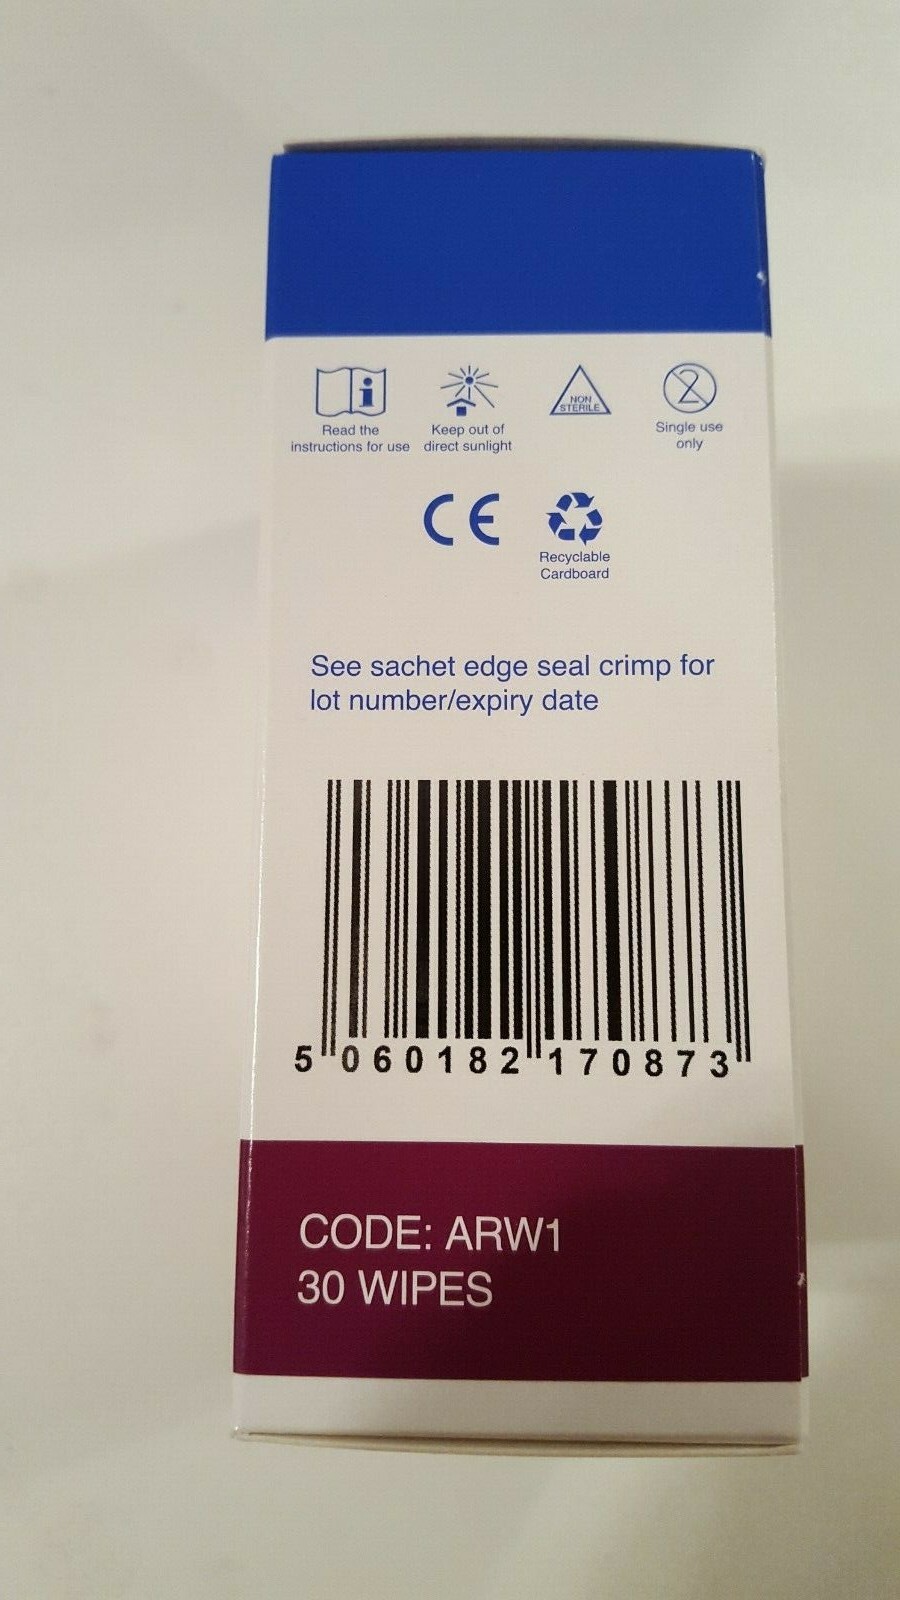 i
Read the
instructions for use
Keep out of
direct sunlight
NON
STERILE
2
Single use
only
CE
Recyclable
Cardboard
See sachet edge seal crimp for
lot number/expiry date
5 060182 170873
CODE: ARW1
30 WIPES